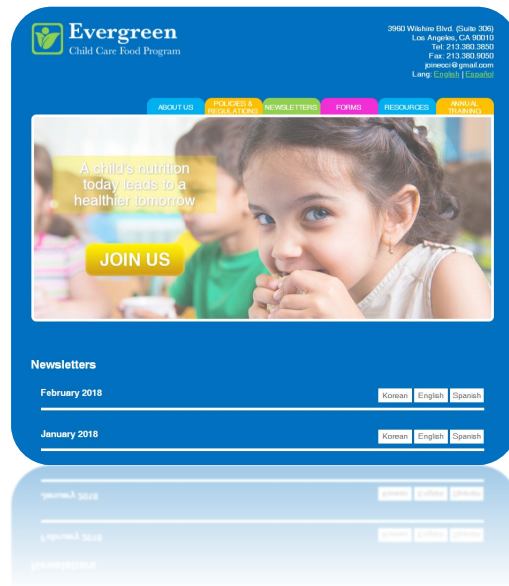 Evergreen
Child Care Food Program
3960 Wilshire Blvd. (Suite 306)
Los Angeles, CA 90010
Tel: 213.380.3850
Fax: 213.380.9050
joinecci@gmail.com
Lang: English | Español
ABOUT US
POLICIES &
REGULATIONS
NEWSLETTERS
FORMS
RESOURCES
ANNUAL
TRAINING
A child's nutrition
today leads to a
healthier tomorrow
JOIN US
Newsletters
February 2018 Korean English Spanish
January 2018 Korean English Spanish